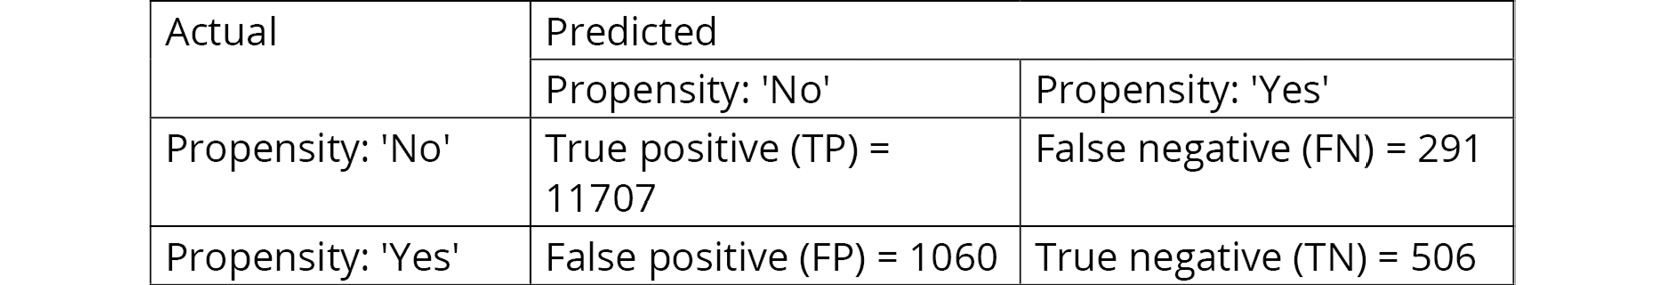 Actual
Predicted
Propensity: 'No'
Propensity: 'Yes'
Propensity: 'No'
True positive (TP) =
11707
False negative (FN) = 291
Propensity: 'Yes'
False positive (FP) = 1060
True negative (TN) = 506